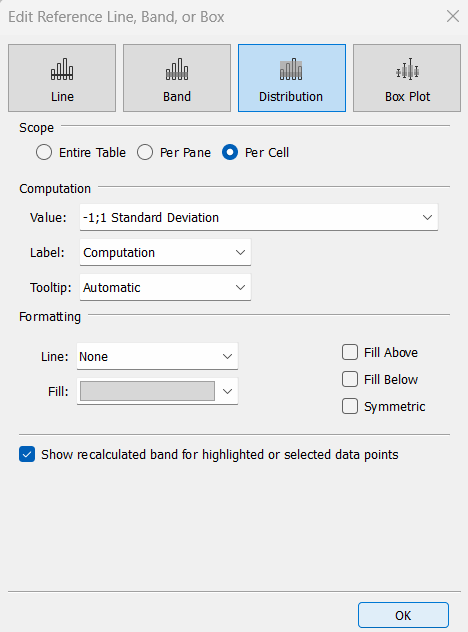 Edit Reference Line, Band, or Box
Line Band Distribution Box Plot
Scope
Entire Table Per Pane Per Cell
Computation
Value: -1;1 Standard Deviation
Label: Computation
Tooltip: Automatic
Formatting
Line: None
Fill:
Fill Above
Fill Below
Symmetric
Show recalculated band for highlighted or selected data points
OK